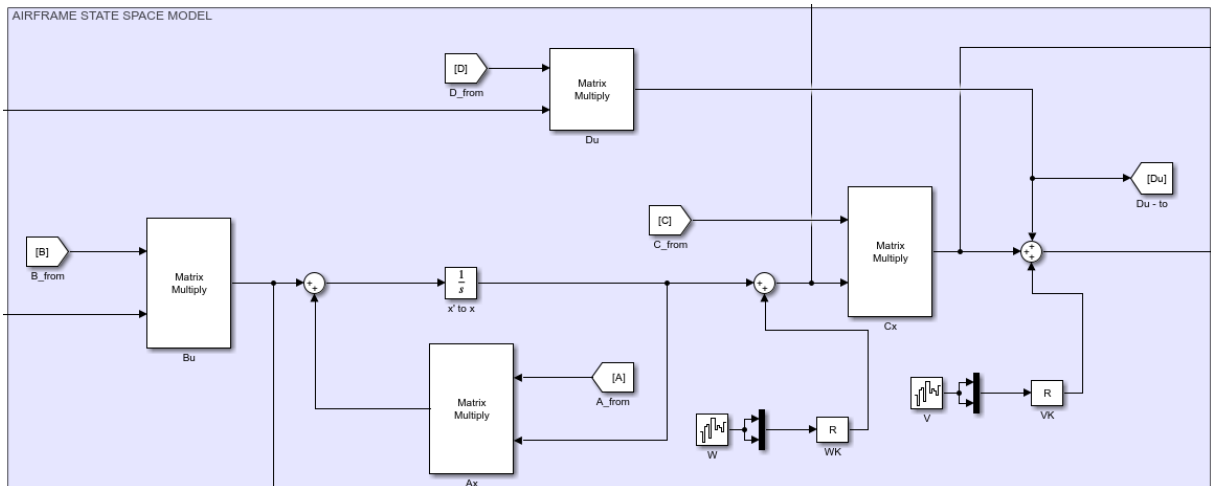 AIRFRAME STATE SPACE MODEL
[D]
D_from
Matrix
Multiply
Du
[Du]
Du - to
[C]
C_from
Matrix
Multiply
Cx
+
+
+
[B]
B_from
Matrix
Multiply
Bu
+
+
1
s
x' to x
+
+
Matrix
Multiply
Ax
[A]
A_from
W
R
WK
V
R
VK